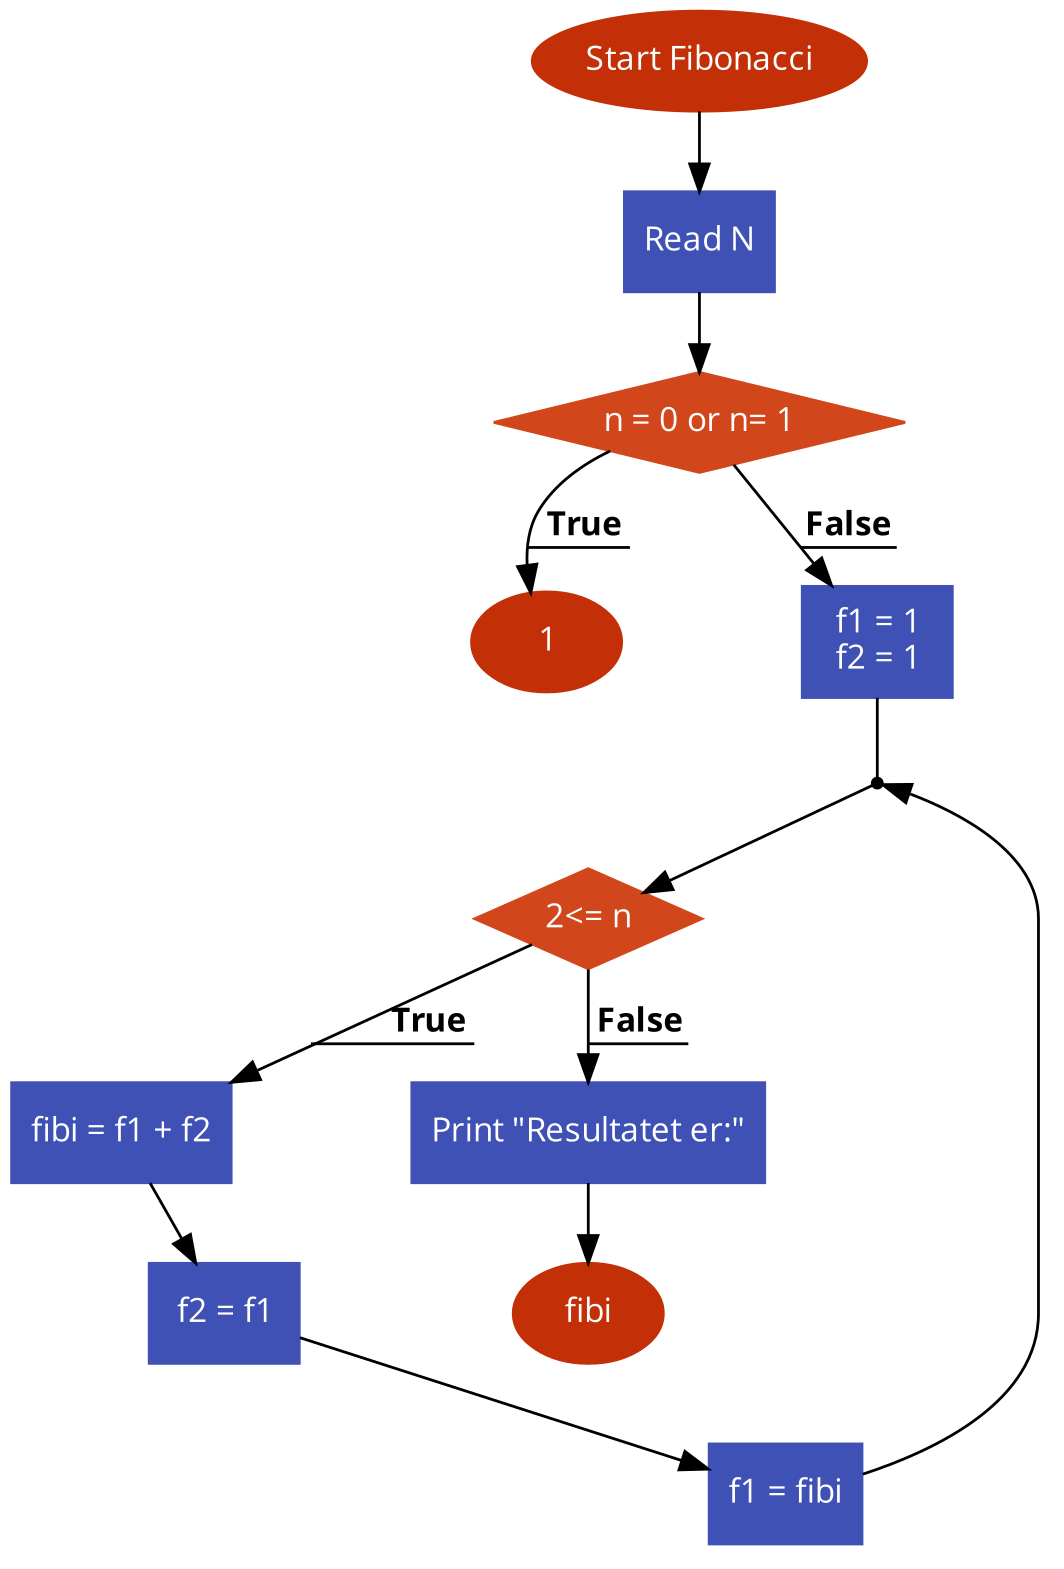 Start Fibonacci
Read N
n = 0 or n= 1
True
False
1
f1 = 1
f2 = 1
2<= n
True
False
fibi = f1 + f2
Print "Resultatet er:"
f2 = f1
fibi
f1 = fibi